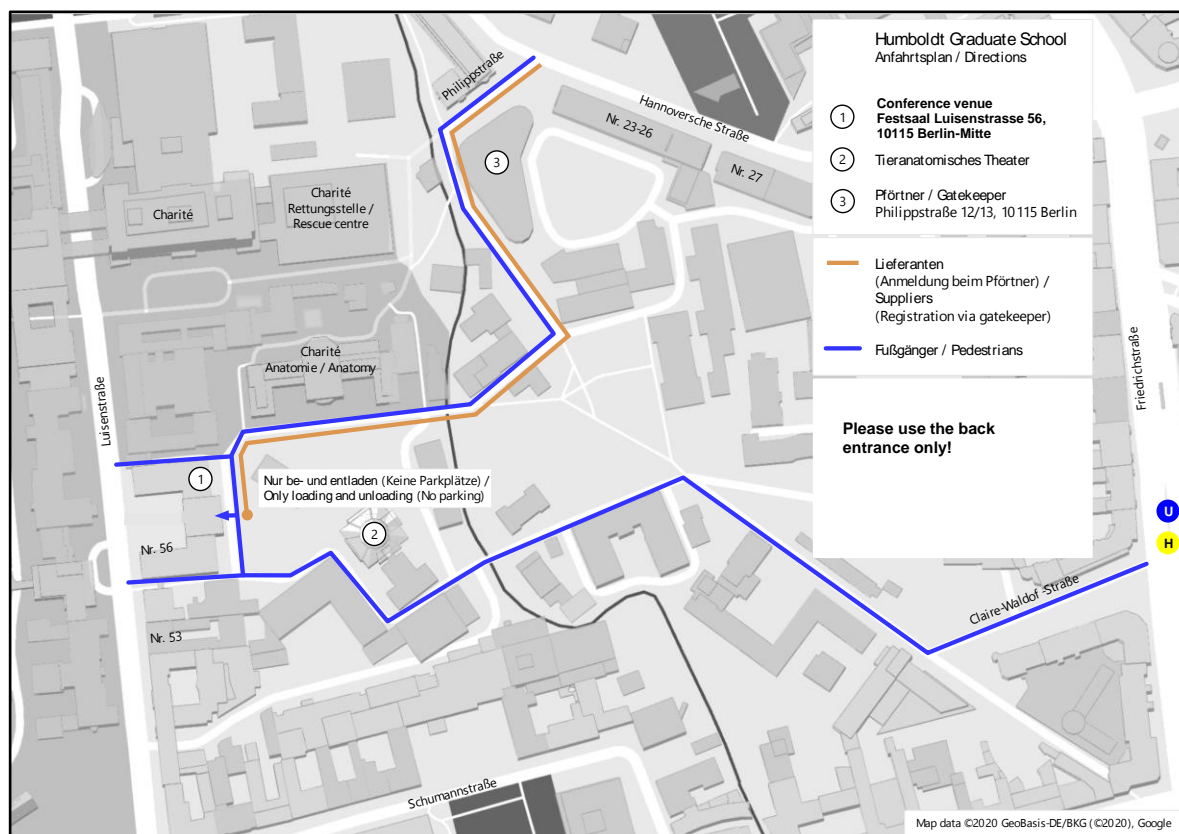 Humboldt Graduate School
Anfahrtsplan / Directions
1
Conference venue
Festsaal Luisenstrasse 56,
10115 Berlin-Mitte
2
Tieranatomisches Theater
3
Pförtner / Gatekeeper
Philippstraße 12/13, 10115 Berlin
Lieferanten
(Anmeldung beim Pförtner) /
Suppliers
(Registration via gatekeeper)
Fußgänger / Pedestrians
Please use the back
entrance only!
Philippstraße
Hannoversche Straße
Nr. 23-26
Nr. 27
3
Charité
Charité
Rettungsstelle /
Rescue centre
Charité
Anatomie / Anatomy
Luisenstraße
Friedrichstraße
1
Nur be- und entladen (Keine Parkplätze) /
Only loading and unloading (No parking)
2
Nr. 56
Nr. 53
U
H
Claire-Waldof-Straße
Schumannstraße
Map data ©2020 GeoBasis-DE/BKG (©2020), Google